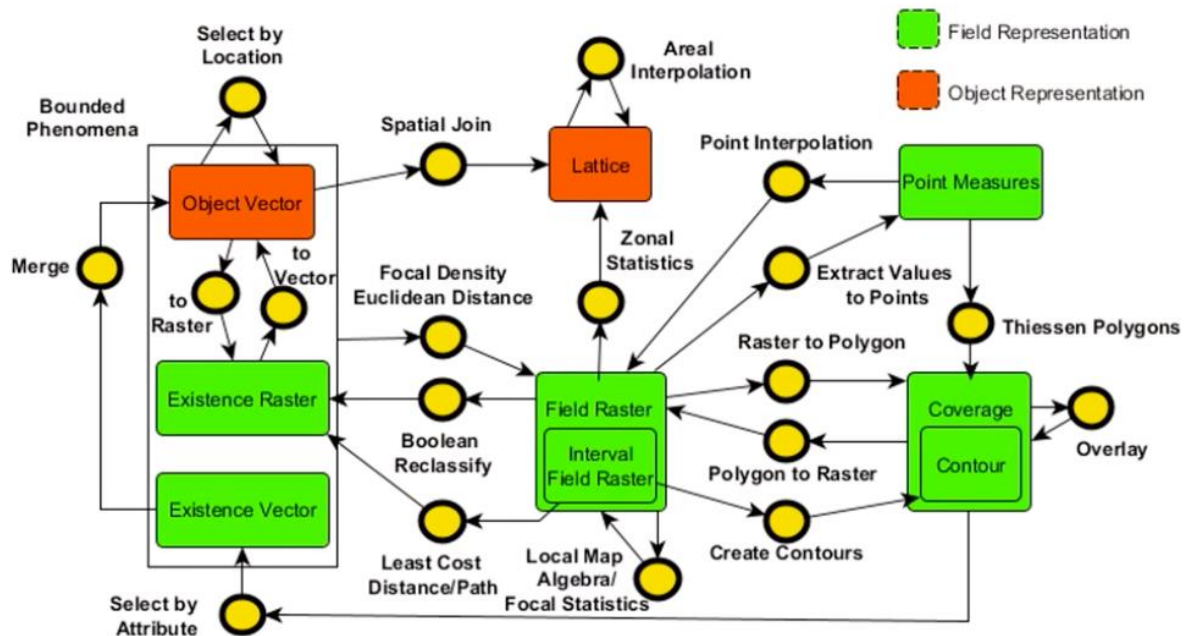 Select by
Location
Areal
Interpolation
Field Representation
Object Representation
Bounded
Phenomena
Spatial Join
Point Interpolation
Lattice
Point Measures
Object Vector
Merge
to
Vector
to
Raster
Focal Density
Euclidean Distance
Zonal
Statistics
Extract Values
to Points
Thiessen Polygons
Raster to Polygon
Existence Raster
Boolean
Reclassify
Field Raster
Interval
Field Raster
Coverage
Contour
Overlay
Polygon to Raster
Existence Vector
Least Cost
Distance/Path
Local Map
Algebra/
Focal Statistics
Create Contours
Select by
Attribute